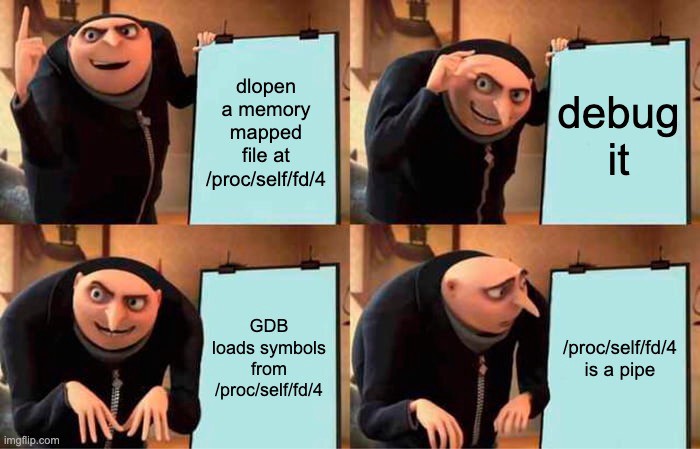 dlopen
a memory
mapped
file at
/proc/self/fd/4
debug
it
GDB
loads symbols
from
/proc/self/fd/4
/proc/self/fd/4
is a pipe
imgflip.com